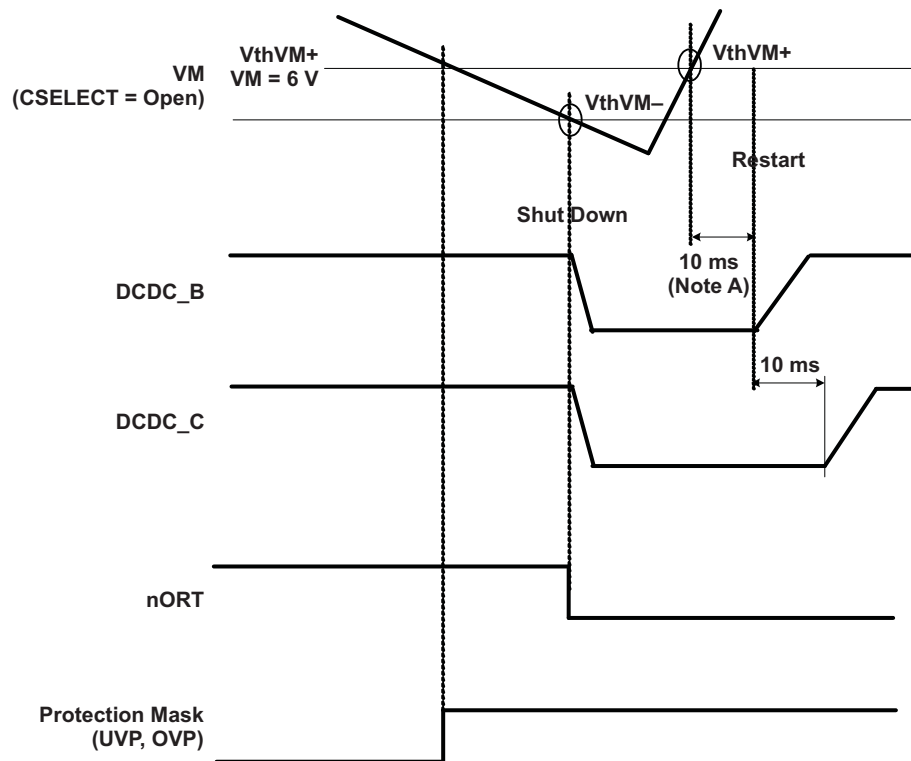 VthVM+
VM = 6 V
VM
(CSELECT = Open)
VthVM+
VthVM–
Restart
Shut Down
10 ms
(Note A)
DCDC_B
10 ms
DCDC_C
nORT
Protection Mask
(UVP, OVP)